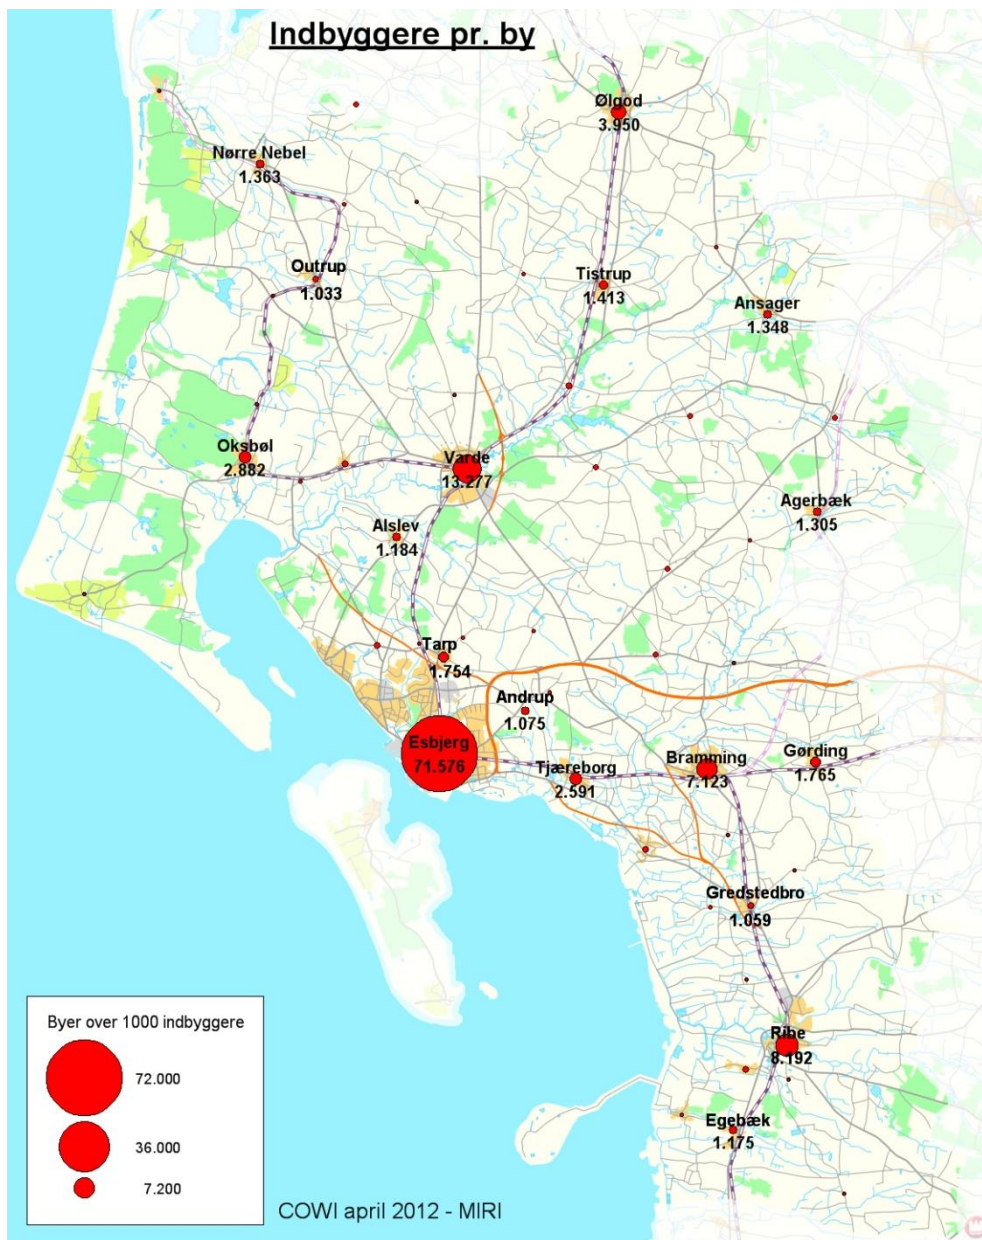 Indbyggere pr. by
Ølgod
3.950
Nørre Nebel
1.363
Outrup
1.033
Tistrup
1.413
Ansager
1.348
Oksbøl
2.882
Varde
13.277
Agerbæk
1.305
Alslev
1.184
Tarp
1.754
Andrup
1.075
Esbjerg
71.576
Tjæreborg
2.591
Bramming
7.123
Gørding
1.765
Gredstedbro
1.059
Ribe
8.192
Egebæk
1.175
Byer over 1000 indbyggere
72.000
36.000
7.200
COWI april 2012 - MIRI